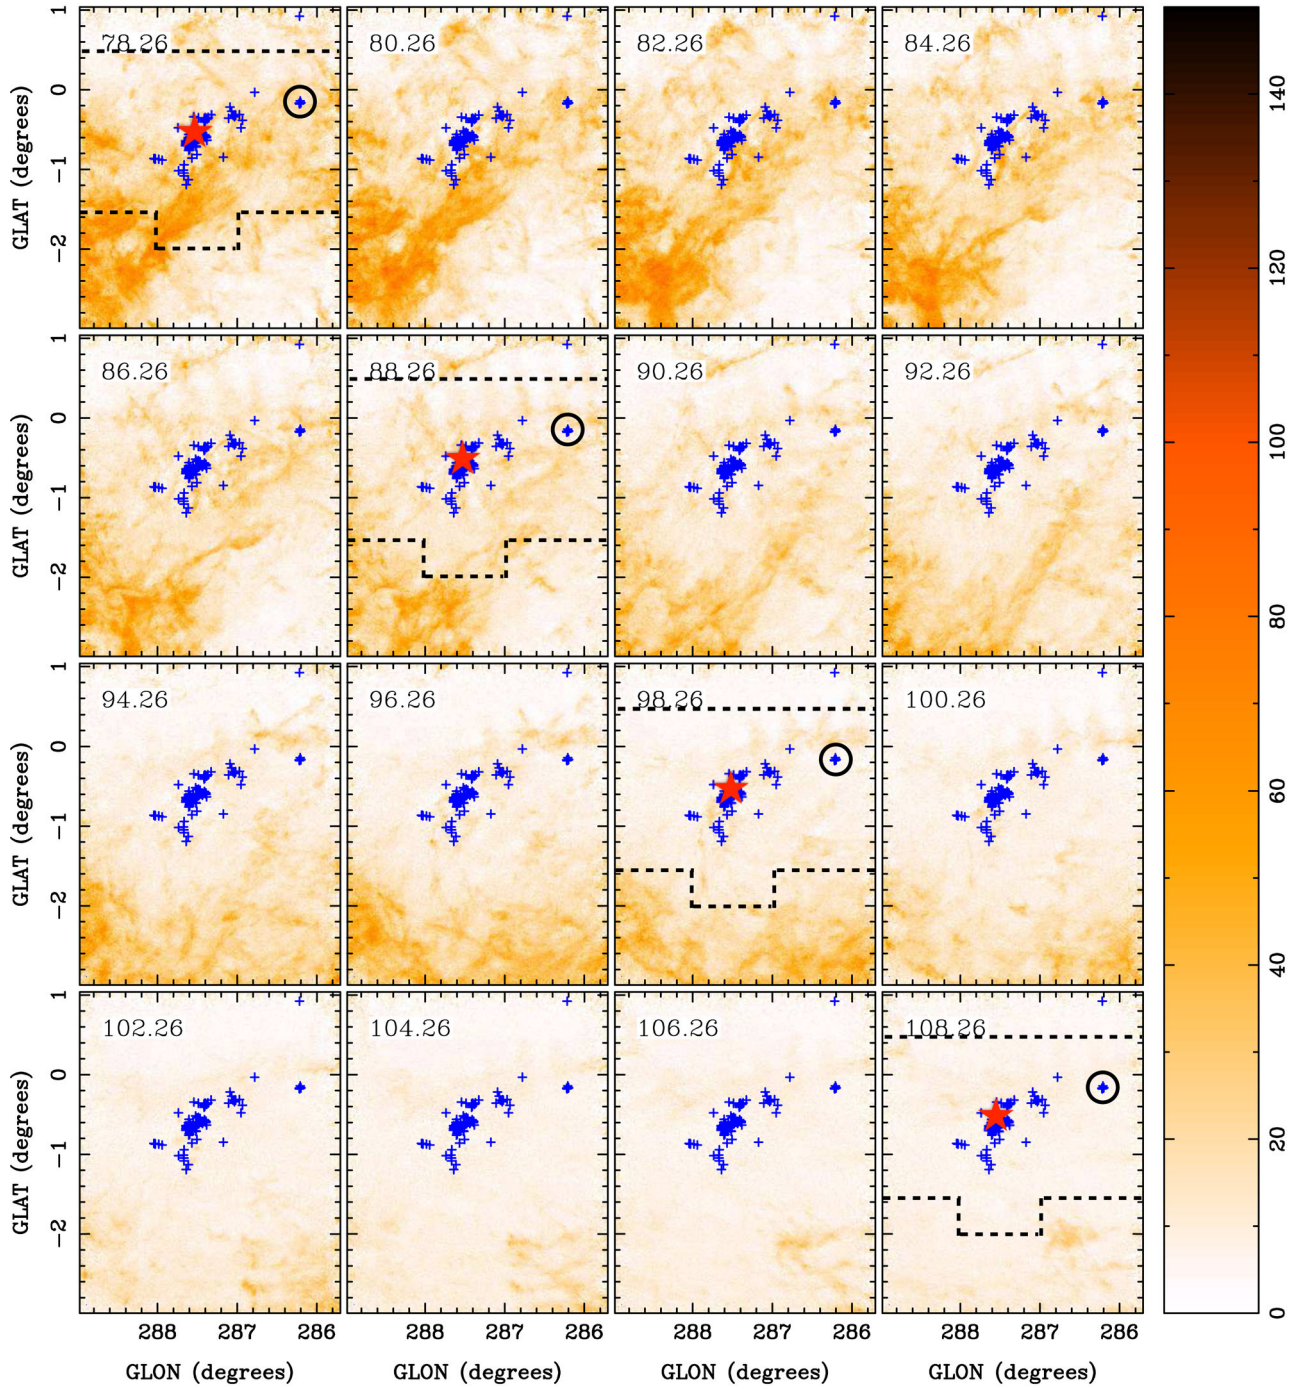 78.26 80.26 82.26 84.26
1
0
−1
−2
GLAT (degrees)
86.26 88.26 90.26 92.26
1
0
−1
−2
GLAT (degrees)
94.26 96.26 98.26 100.26
1
0
−1
−2
GLAT (degrees)
102.26 104.26 106.26 108.26
1
0
−1
−2
GLAT (degrees)
288 287 286 288 287 286 288 287 286 288 287 286
GLON (degrees) GLON (degrees) GLON (degrees) GLON (degrees)
140
120
100
80
60
40
20
0